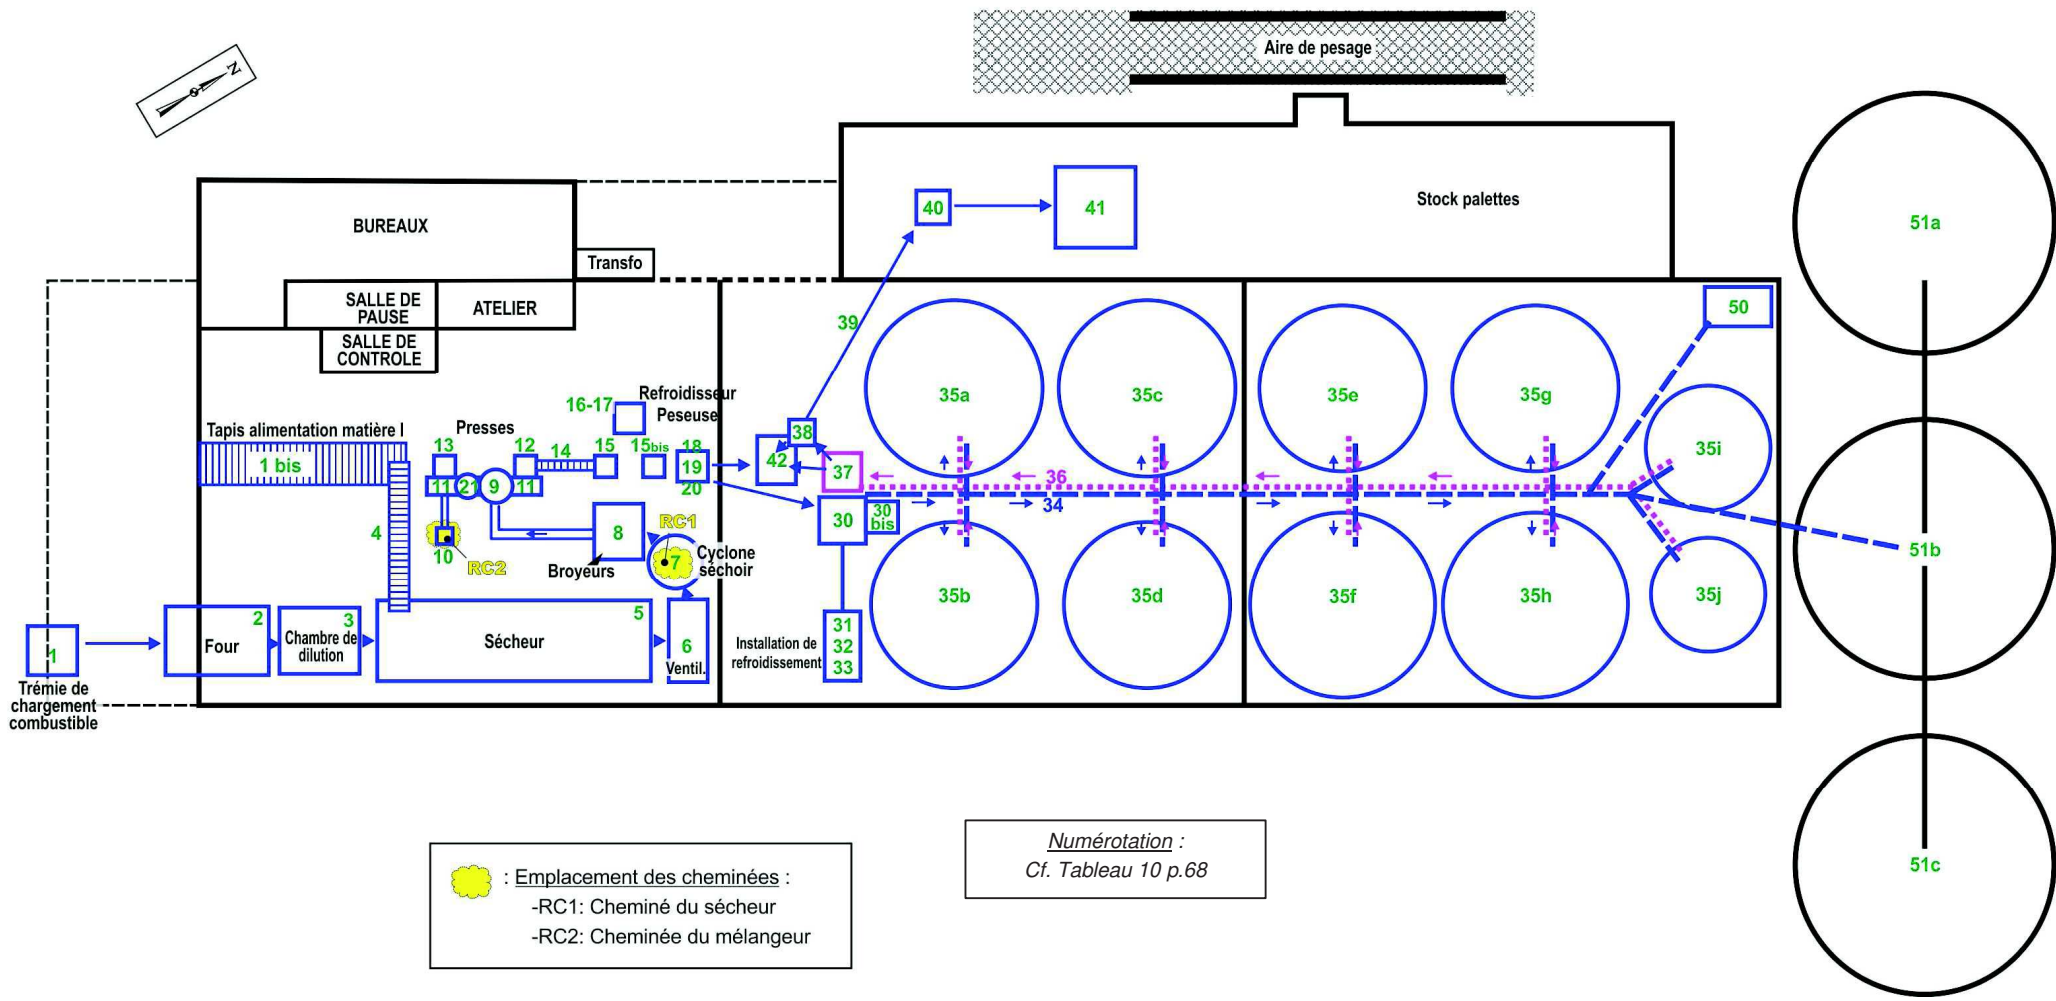 Aire de pesage
N
BUREAUX
Transfo
SALLE DE
PAUSE
ATELIER
SALLE DE
CONTROLE
40
41
Stock palettes
51a
50
39
35a
35c
35e
35g
35i
Refroidisseur
Peseuse
16-17
Tapis alimentation matière I
1 bis
Presses
13
12
14
15
15bis
18
19
20
38
42
37
36
34
11
21
9
11
30
30
bis
8
RC1
7
Cyclone
séchoir
4
10
RC2
Broyeurs
51b
35b
35d
35f
35h
35j
1
Trémie de
chargement
combustible
2
Four
3
Chambre de
dilution
5
Sécheur
6
Ventil.
Installation de
refroidissement
31
32
33
51c
Numérotation :
Cf. Tableau 10 p.68
: Emplacement des cheminées :
-RC1: Cheminé du sécheur
-RC2: Cheminée du mélangeur